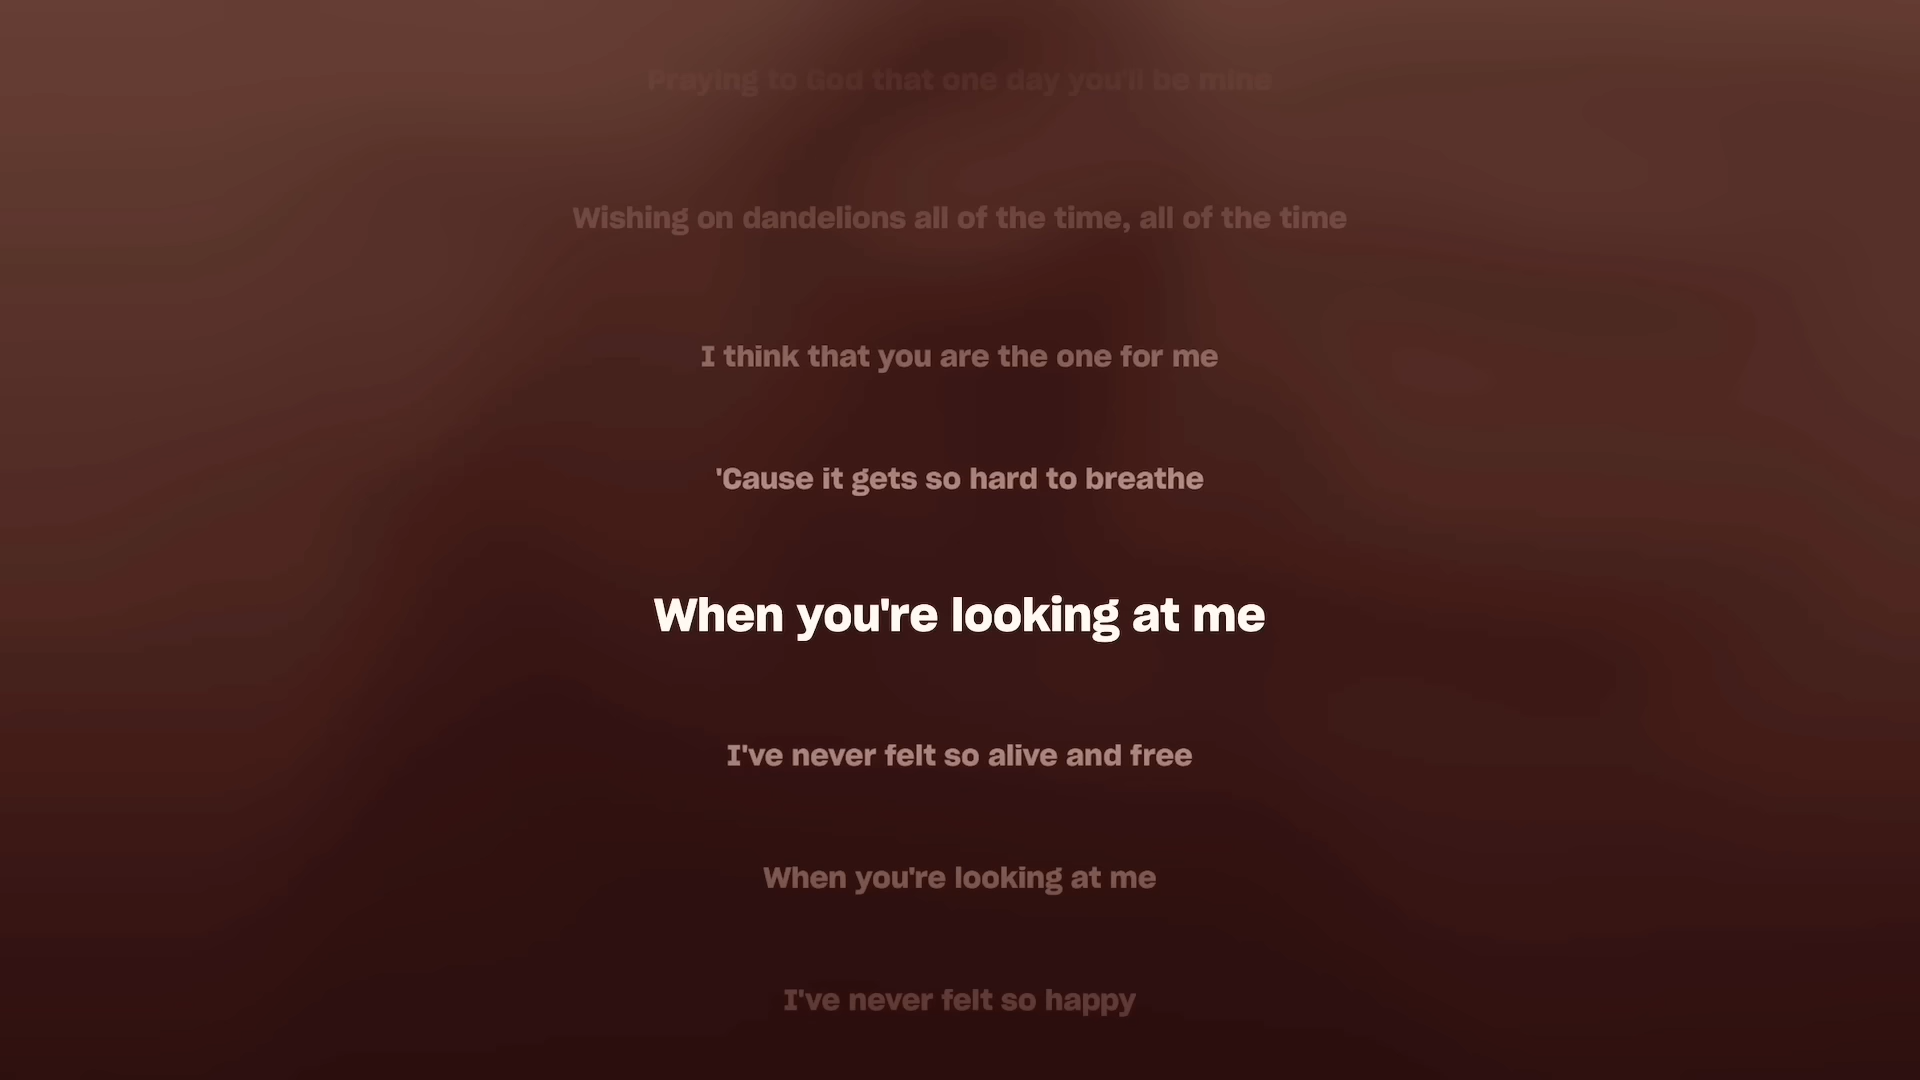 Praying to God that one day you'll be mine
Wishing on dandelions all of the time, all of the time
I think that you are the one for me
'Cause it gets so hard to breathe
When you're looking at me
I've never felt so alive and free
When you're looking at me
I've never felt so happy